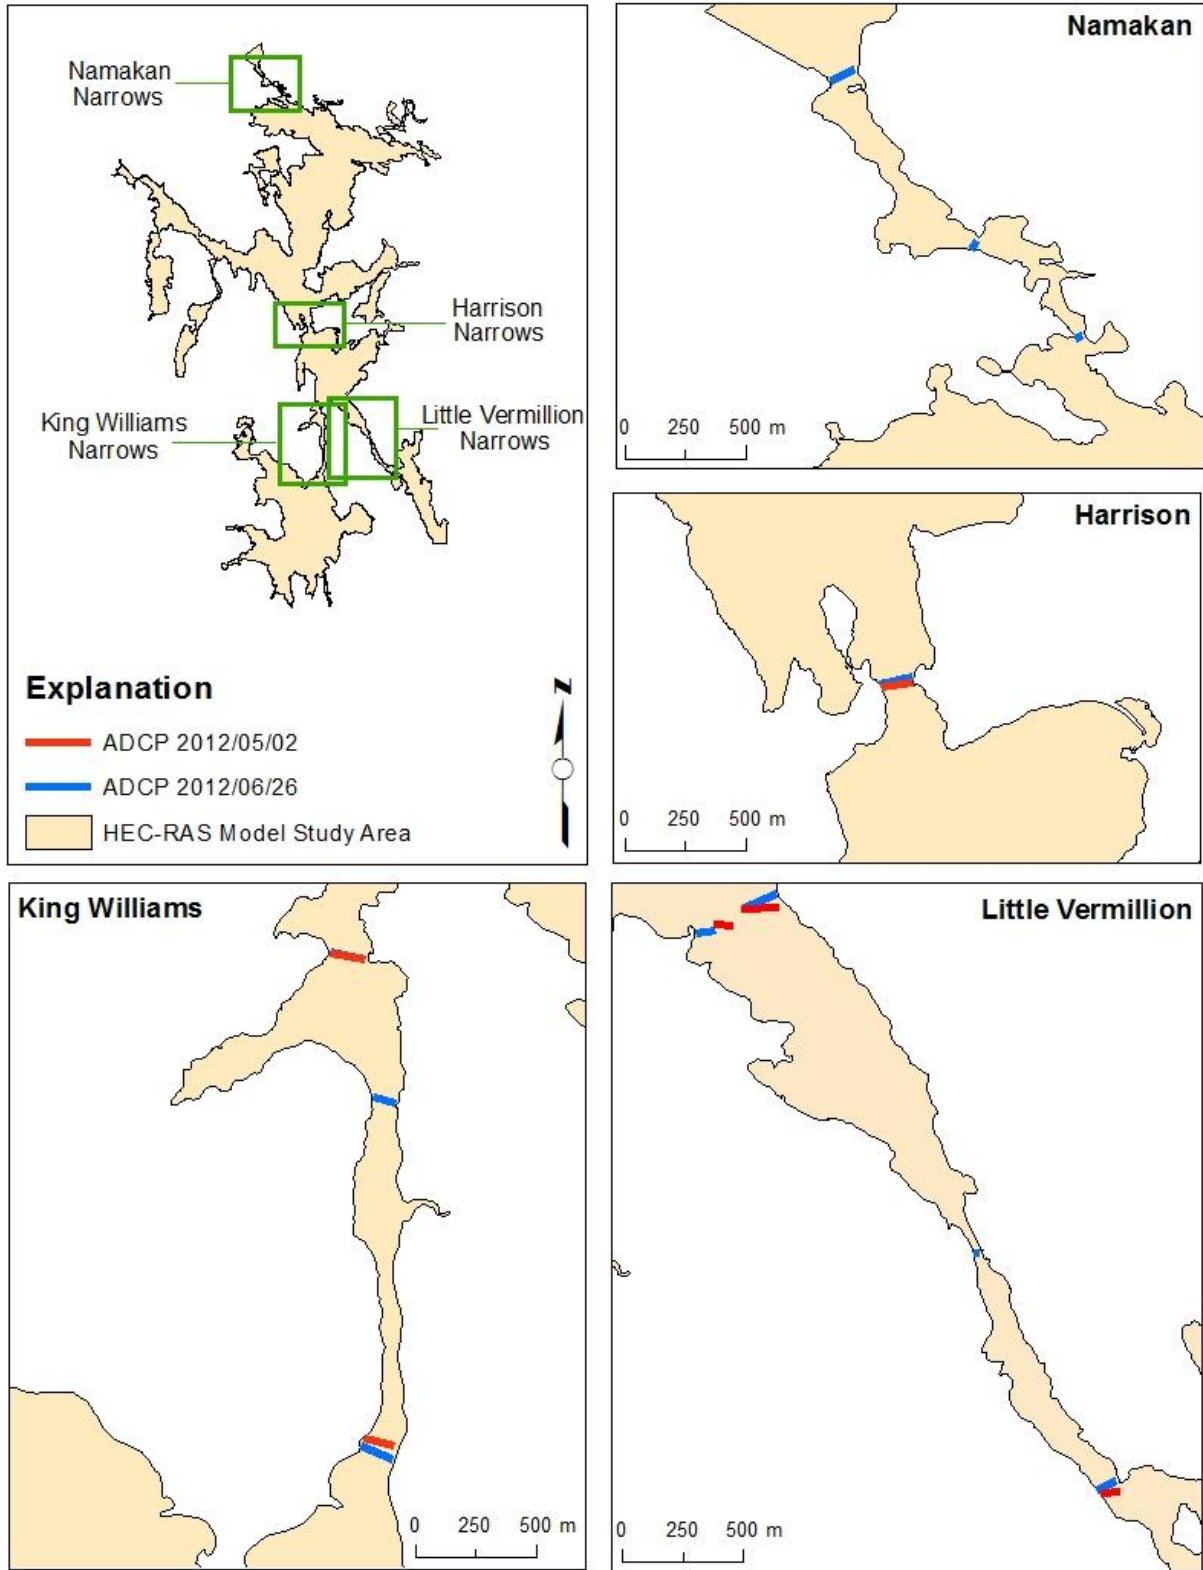 Namakan
Narrows
Harrison
Narrows
King Williams
Narrows
Little Vermillion
Narrows
Explanation
ADCP 2012/05/02
ADCP 2012/06/26
HEC-RAS Model Study Area
N
Namakan
0 250 500 m
Harrison
0 250 500 m
King Williams
0 250 500 m
Little Vermillion
0 250 500 m